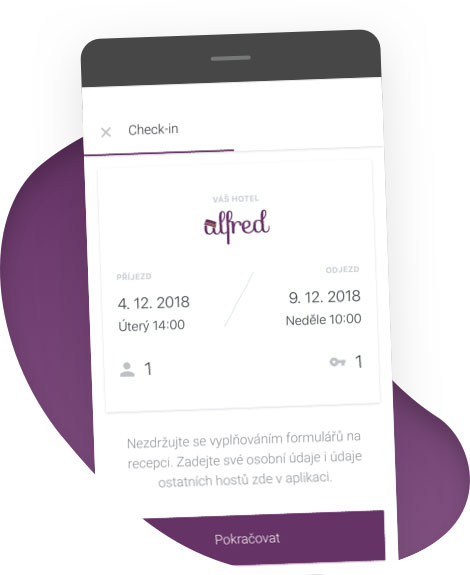 Check-in
VÁŠ HOTEL
alfred
PŘÍJEZD
ODJEZD
4. 12. 2018
9. 12. 2018
Úterý 14:00
Neděle 10:00
1
1
Nezdržujte se vyplňováním formulářů na
recepci. Zadejte své osobní údaje i údaje
ostatních hostů zde v aplikaci.
Pokračovat